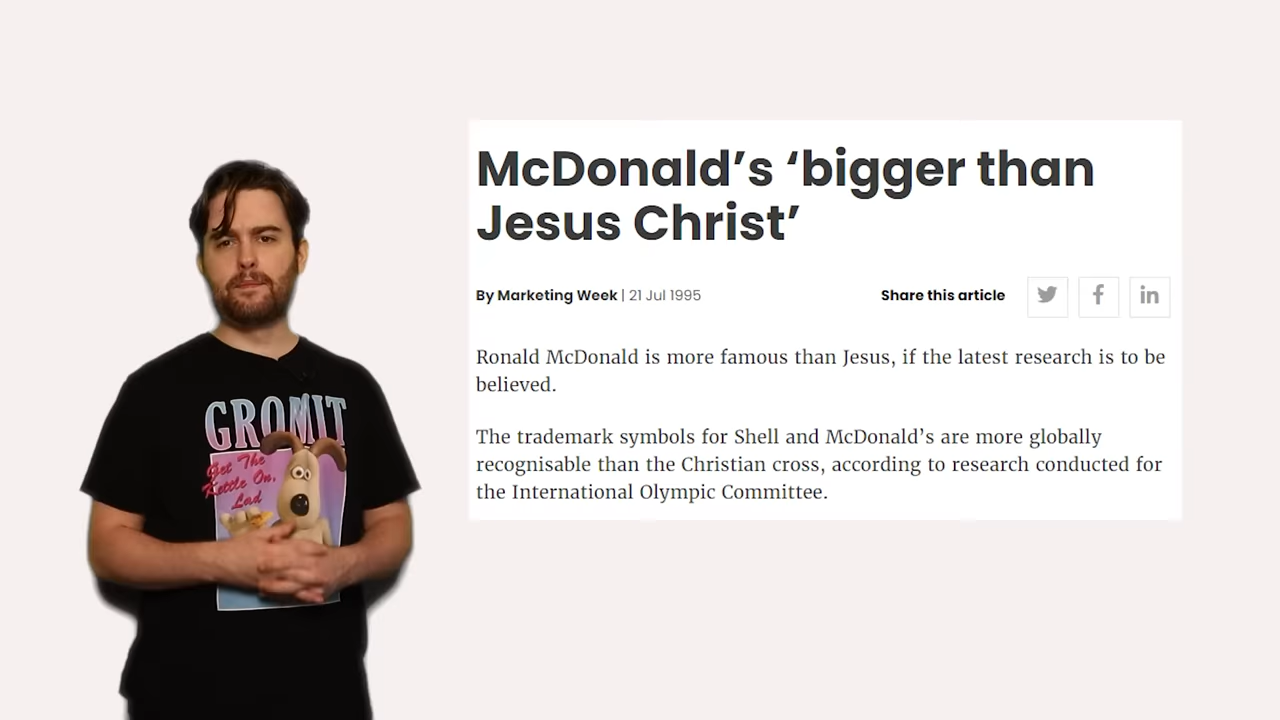 McDonald’s ‘bigger than
Jesus Christ’
By Marketing Week | 21 Jul 1995
Share this article
Ronald McDonald is more famous than Jesus, if the latest research is to be
believed.
The trademark symbols for Shell and McDonald’s are more globally
recognisable than the Christian cross, according to research conducted for
the International Olympic Committee.
GROMIT
Get The
Kettle On,
Lad